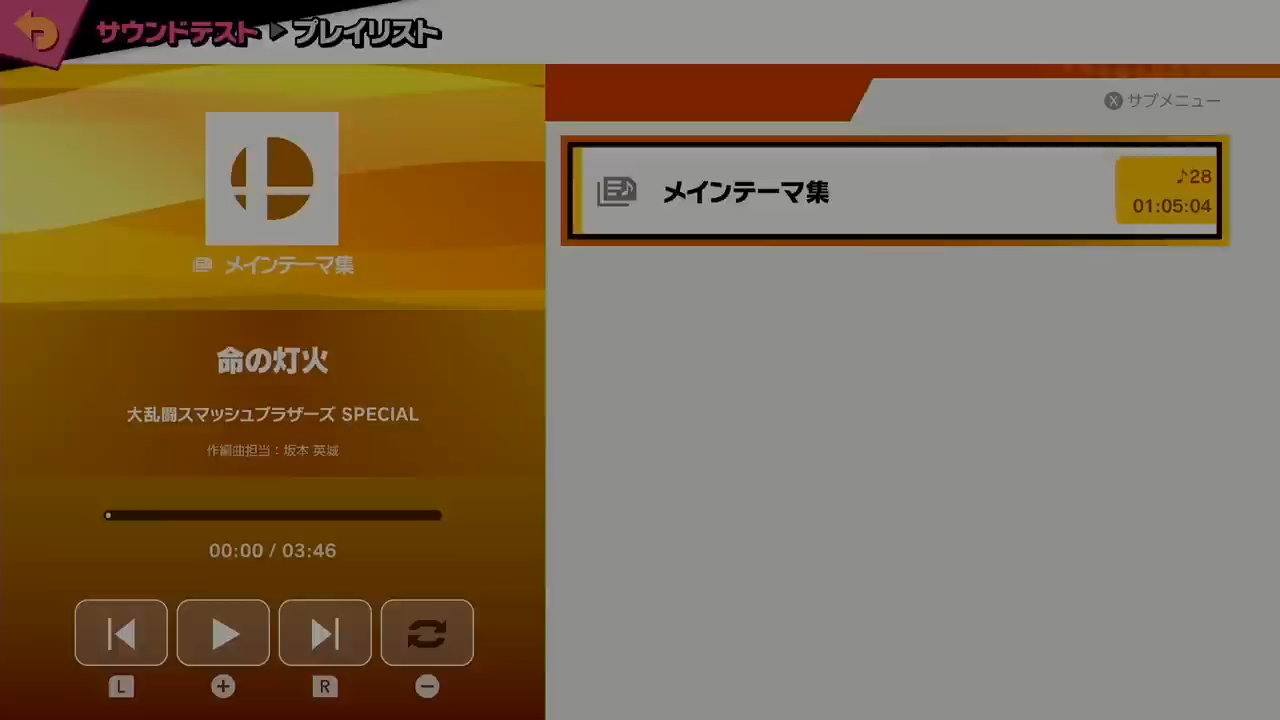 サウンドテスト ▶ プレイリスト
X サブメニュー
メインテーマ集
♪28
01:05:04
メインテーマ集
命の灯火
大乱闘スマッシュブラザーズ SPECIAL
作編曲担当：坂本 英城
00:00 / 03:46
L + R −